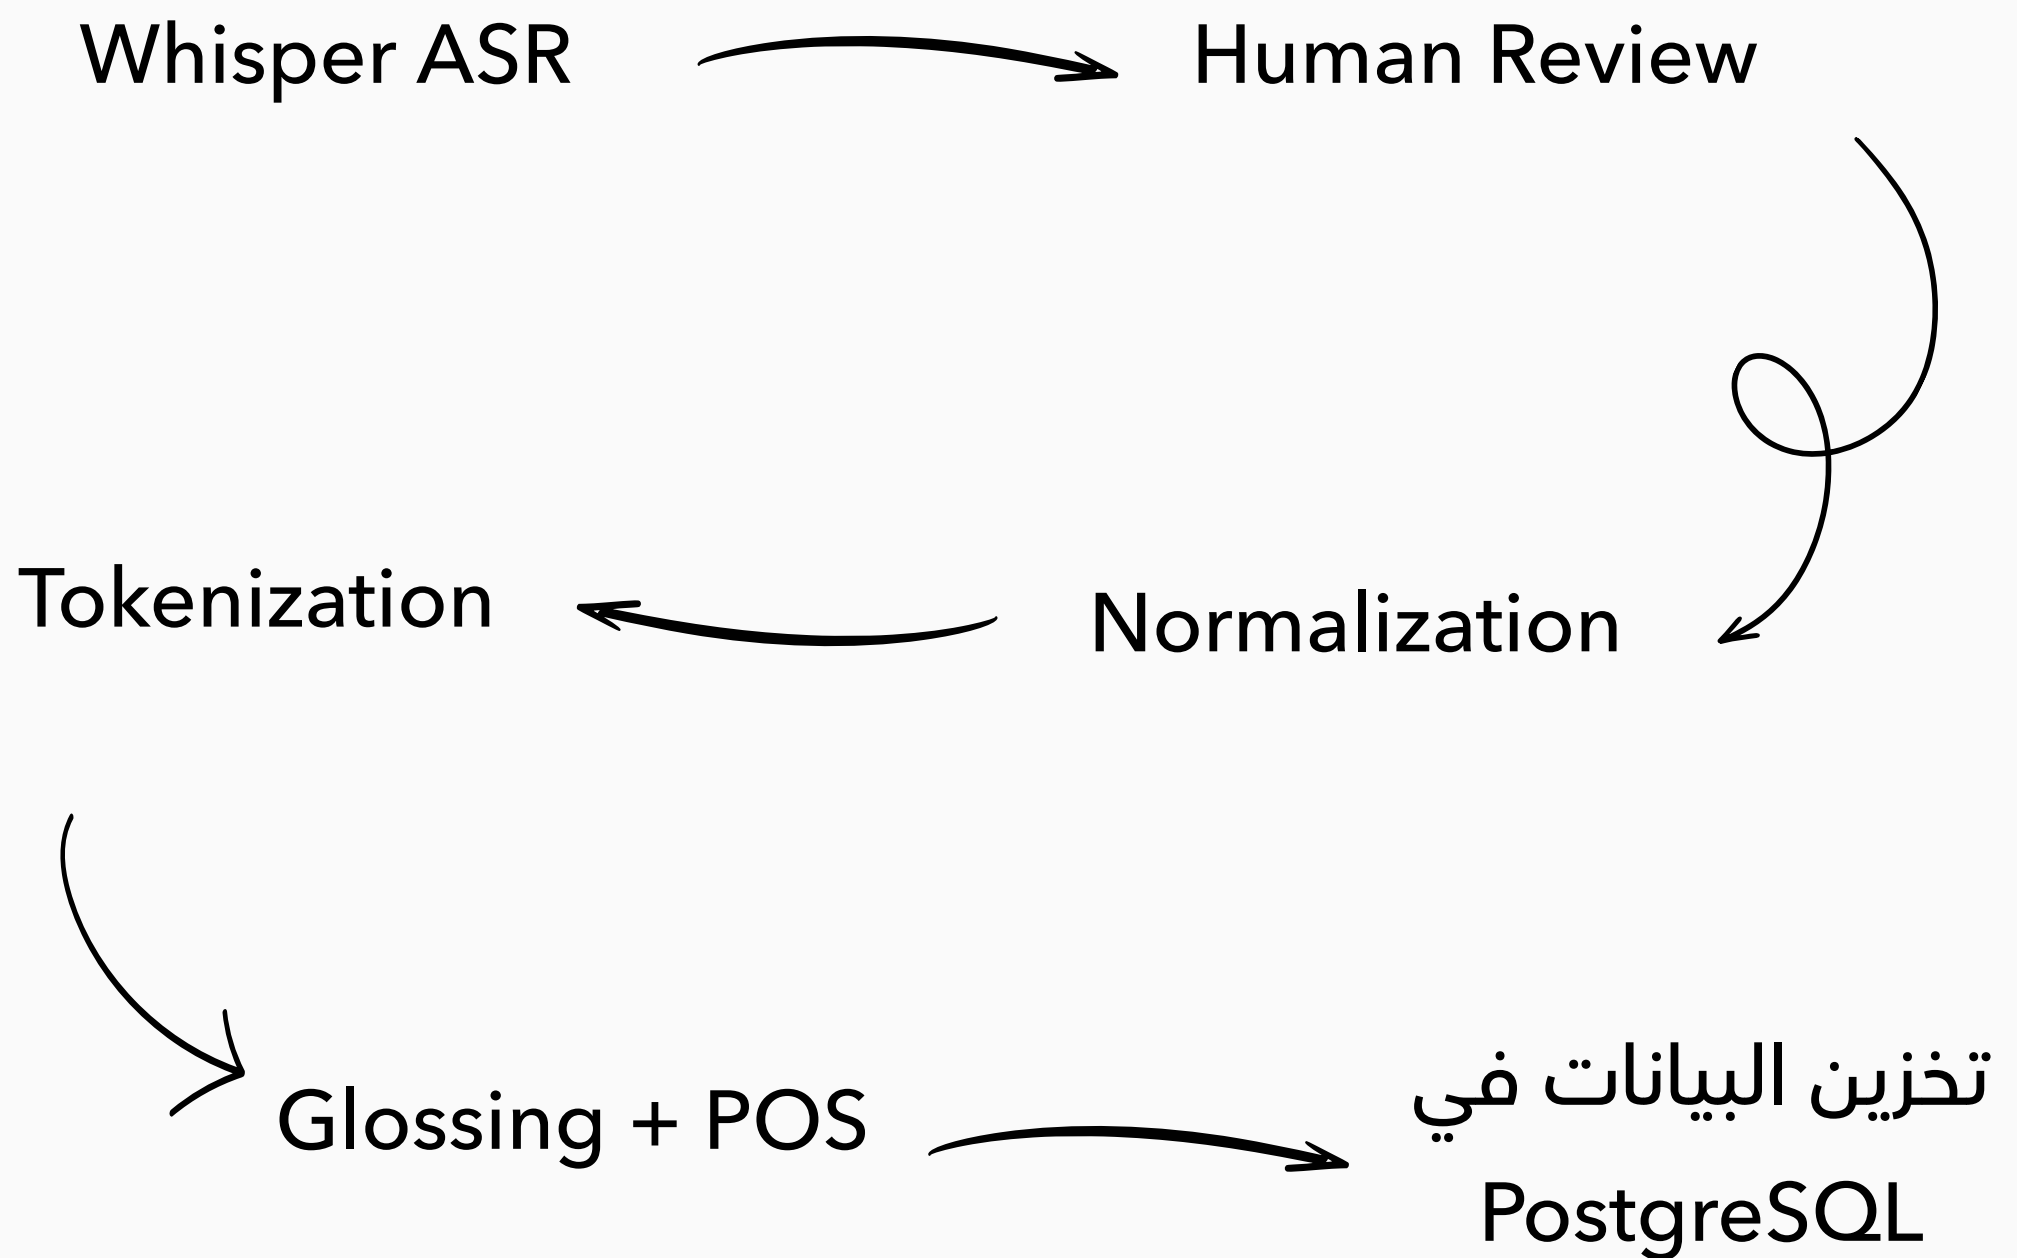 Whisper ASR
Human Review
Normalization
Tokenization
Glossing + POS
تخزين البيانات في
PostgreSQL